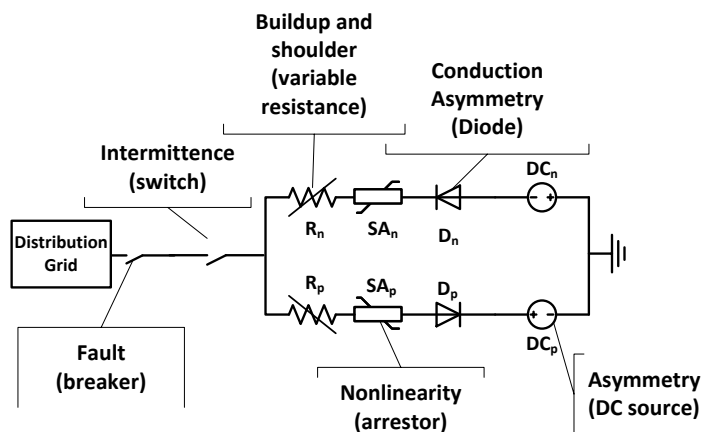 Buildup and
shoulder
(variable
resistance)
Conduction
Asymmetry
(Diode)
Intermittence
(switch)
DCn
- +
Rn
SAn
Dn
Distribution
Grid
Rp
SAp
Dp
+ -
DCp
Fault
(breaker)
Nonlinearity
(arrestor)
Asymmetry
(DC source)